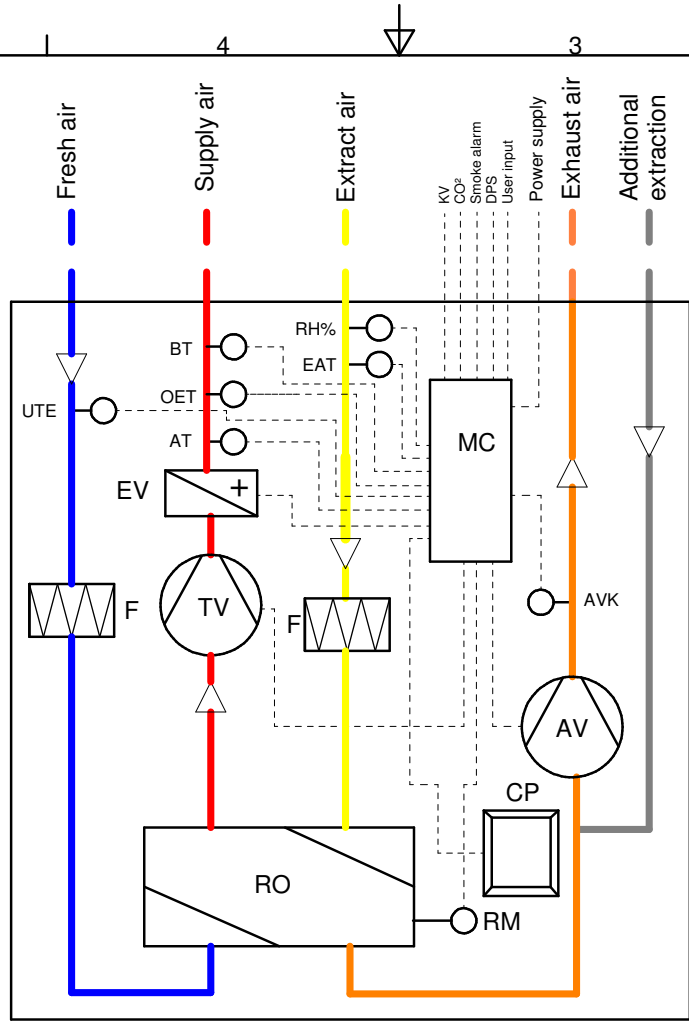 4
3
Fresh air
Supply air
Extract air
KV
CO²
Smoke alarm
DPS
User input
Power supply
Exhaust air
Additional
extraction
RH%
BT
EAT
OET
UTE
AT
MC
EV
+
F
TV
F
AVK
AV
CP
RO
RM